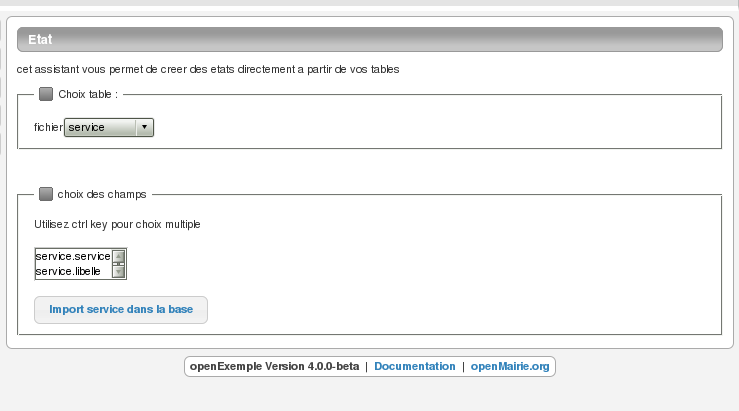 Etat
cet assistant vous permet de creer des etats directement a partir de vos tables
Choix table :
fichier service
choix des champs
Utilisez ctrl key pour choix multiple
service.service
service.libelle
Import service dans la base
openExemple Version 4.0.0-beta | Documentation | openMairie.org